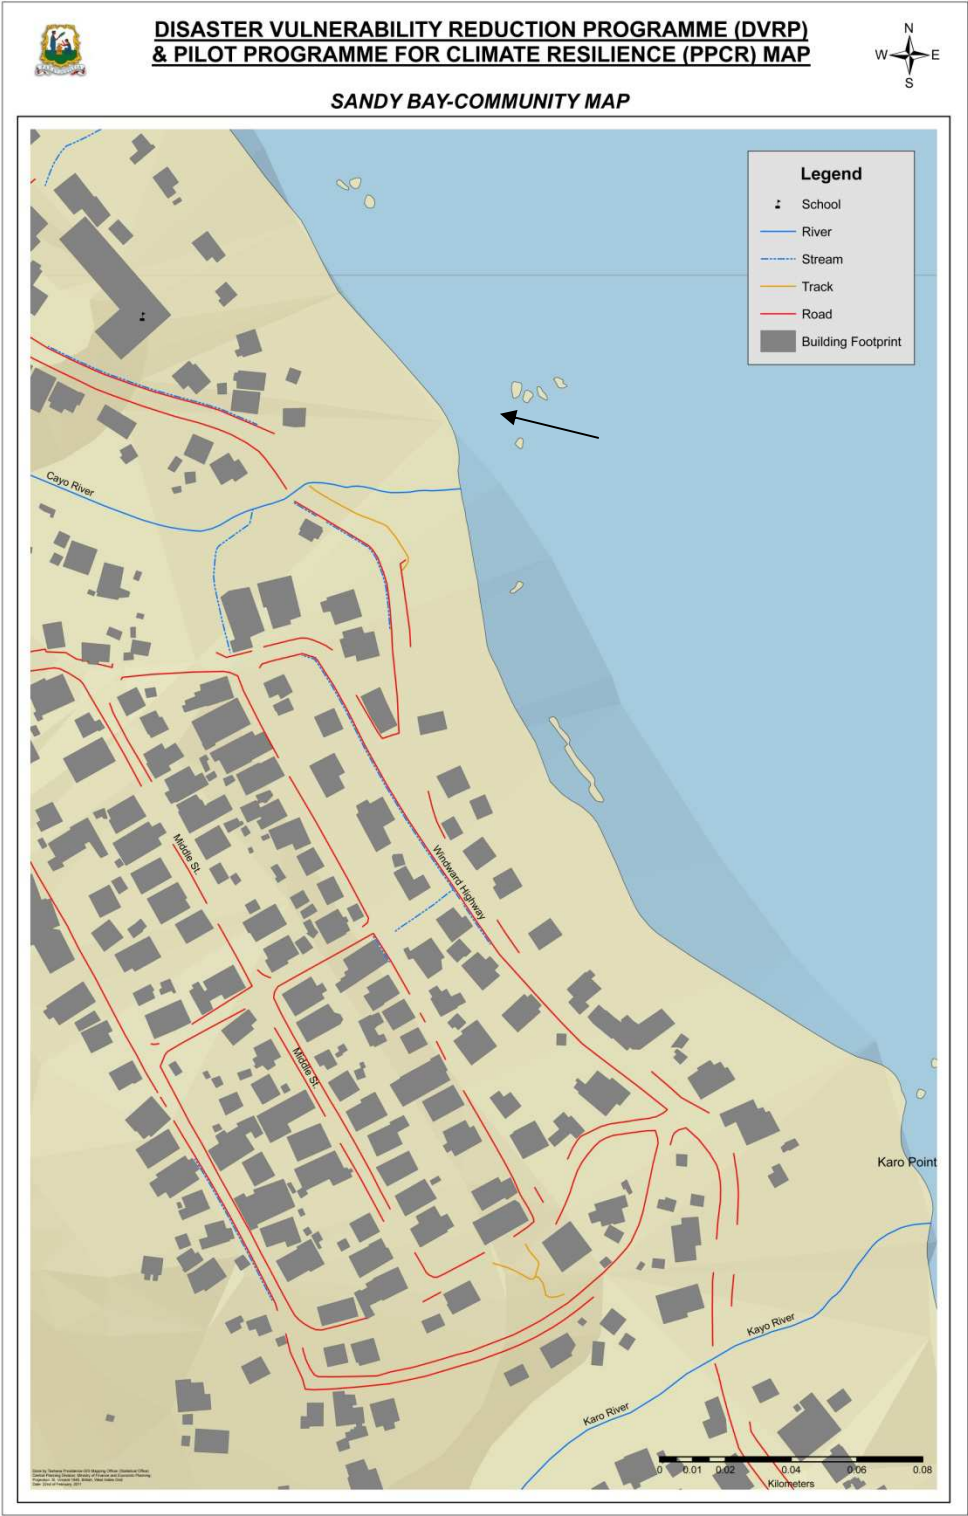 DISASTER VULNERABILITY REDUCTION PROGRAMME (DVRP)
& PILOT PROGRAMME FOR CLIMATE RESILIENCE (PPCR) MAP
N
W E
S
SANDY BAY-COMMUNITY MAP
Legend
School
River
Stream
Track
Road
Building Footprint
Cayo River
Middle St.
Windward Highway
Middle St.
Karo Point
Kayo River
Karo River
0 0.01 0.02 0.04 0.06 0.08
Kilometers